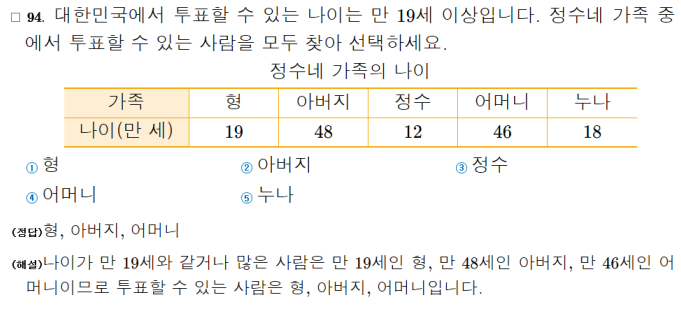 □ 94. 대한민국에서 투표할 수 있는 나이는 만 19세 이상입니다. 정수네 가족 중
에서 투표할 수 있는 사람을 모두 찾아 선택하세요.
정수네 가족의 나이
가족 형 아버지 정수 어머니 누나
나이(만 세) 19 48 12 46 18
① 형 ② 아버지 ③ 정수
④ 어머니 ⑤ 누나
(정답)형, 아버지, 어머니
(해설)나이가 만 19세와 같거나 많은 사람은 만 19세인 형, 만 48세인 아버지, 만 46세인 어
머니이므로 투표할 수 있는 사람은 형, 아버지, 어머니입니다.